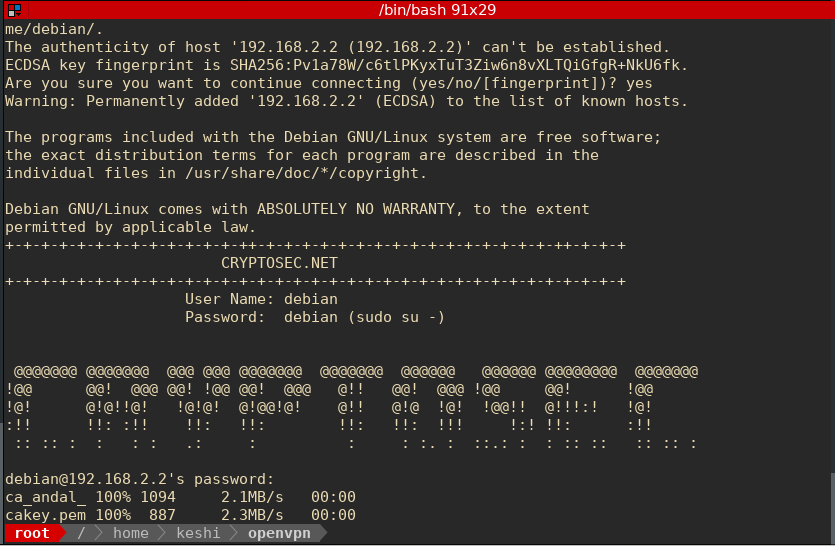 /bin/bash 91x29
me/debian/.
The authenticity of host '192.168.2.2 (192.168.2.2)' can't be established.
ECDSA key fingerprint is SHA256:Pv1a78W/c6tlPKyxTuT3Ziw6n8vXLTQiGfgR+NkU6fk.
Are you sure you want to continue connecting (yes/no/[fingerprint])? yes
Warning: Permanently added '192.168.2.2' (ECDSA) to the list of known hosts.

The programs included with the Debian GNU/Linux system are free software;
the exact distribution terms for each program are described in the
individual files in /usr/share/doc/*/copyright.

Debian GNU/Linux comes with ABSOLUTELY NO WARRANTY, to the extent
permitted by applicable law.
+-+-+-+-+-+-+-+-+-+-+-+-+-++-+-+-+-+-+-+-+-+-+-+-+-+-+-+-+-+-++-+-+-+
                        CRYPTOSEC.NET
+-+-+-+-+-+-+-+-+-+-+-+-+-++-+-+-+-+-+-+-+-+-+-+-+-+-+-+-+-+-++-+-+-+
                    User Name: debian
                    Password:  debian (sudo su -)

 @@@@@@@ @@@@@@@  @@@ @@@ @@@@@@@  @@@@@@@  @@@@@@   @@@@@@ @@@@@@@@  @@@@@@@
!@@      @@!  @@@ @@! !@@ @@!  @@@   @!!   @@!  @@@ !@@     @@!      !@@
!@!      @!@!!@!   !@!@!  @!@@!@!    @!!   @!@  !@!  !@@!!  @!!!:!   !@!
:!!      !!: :!!    !!:   !!:        !!:   !!:  !!!     !:! !!:      :!!
 :: :: :  :   : :   .:     :          :     : :. :  ::.: :  : :: ::   :: :: :

debian@192.168.2.2's password:
ca_andal_ 100% 1094     2.1MB/s   00:00
cakey.pem 100%  887     2.3MB/s   00:00
root / home keshi openvpn